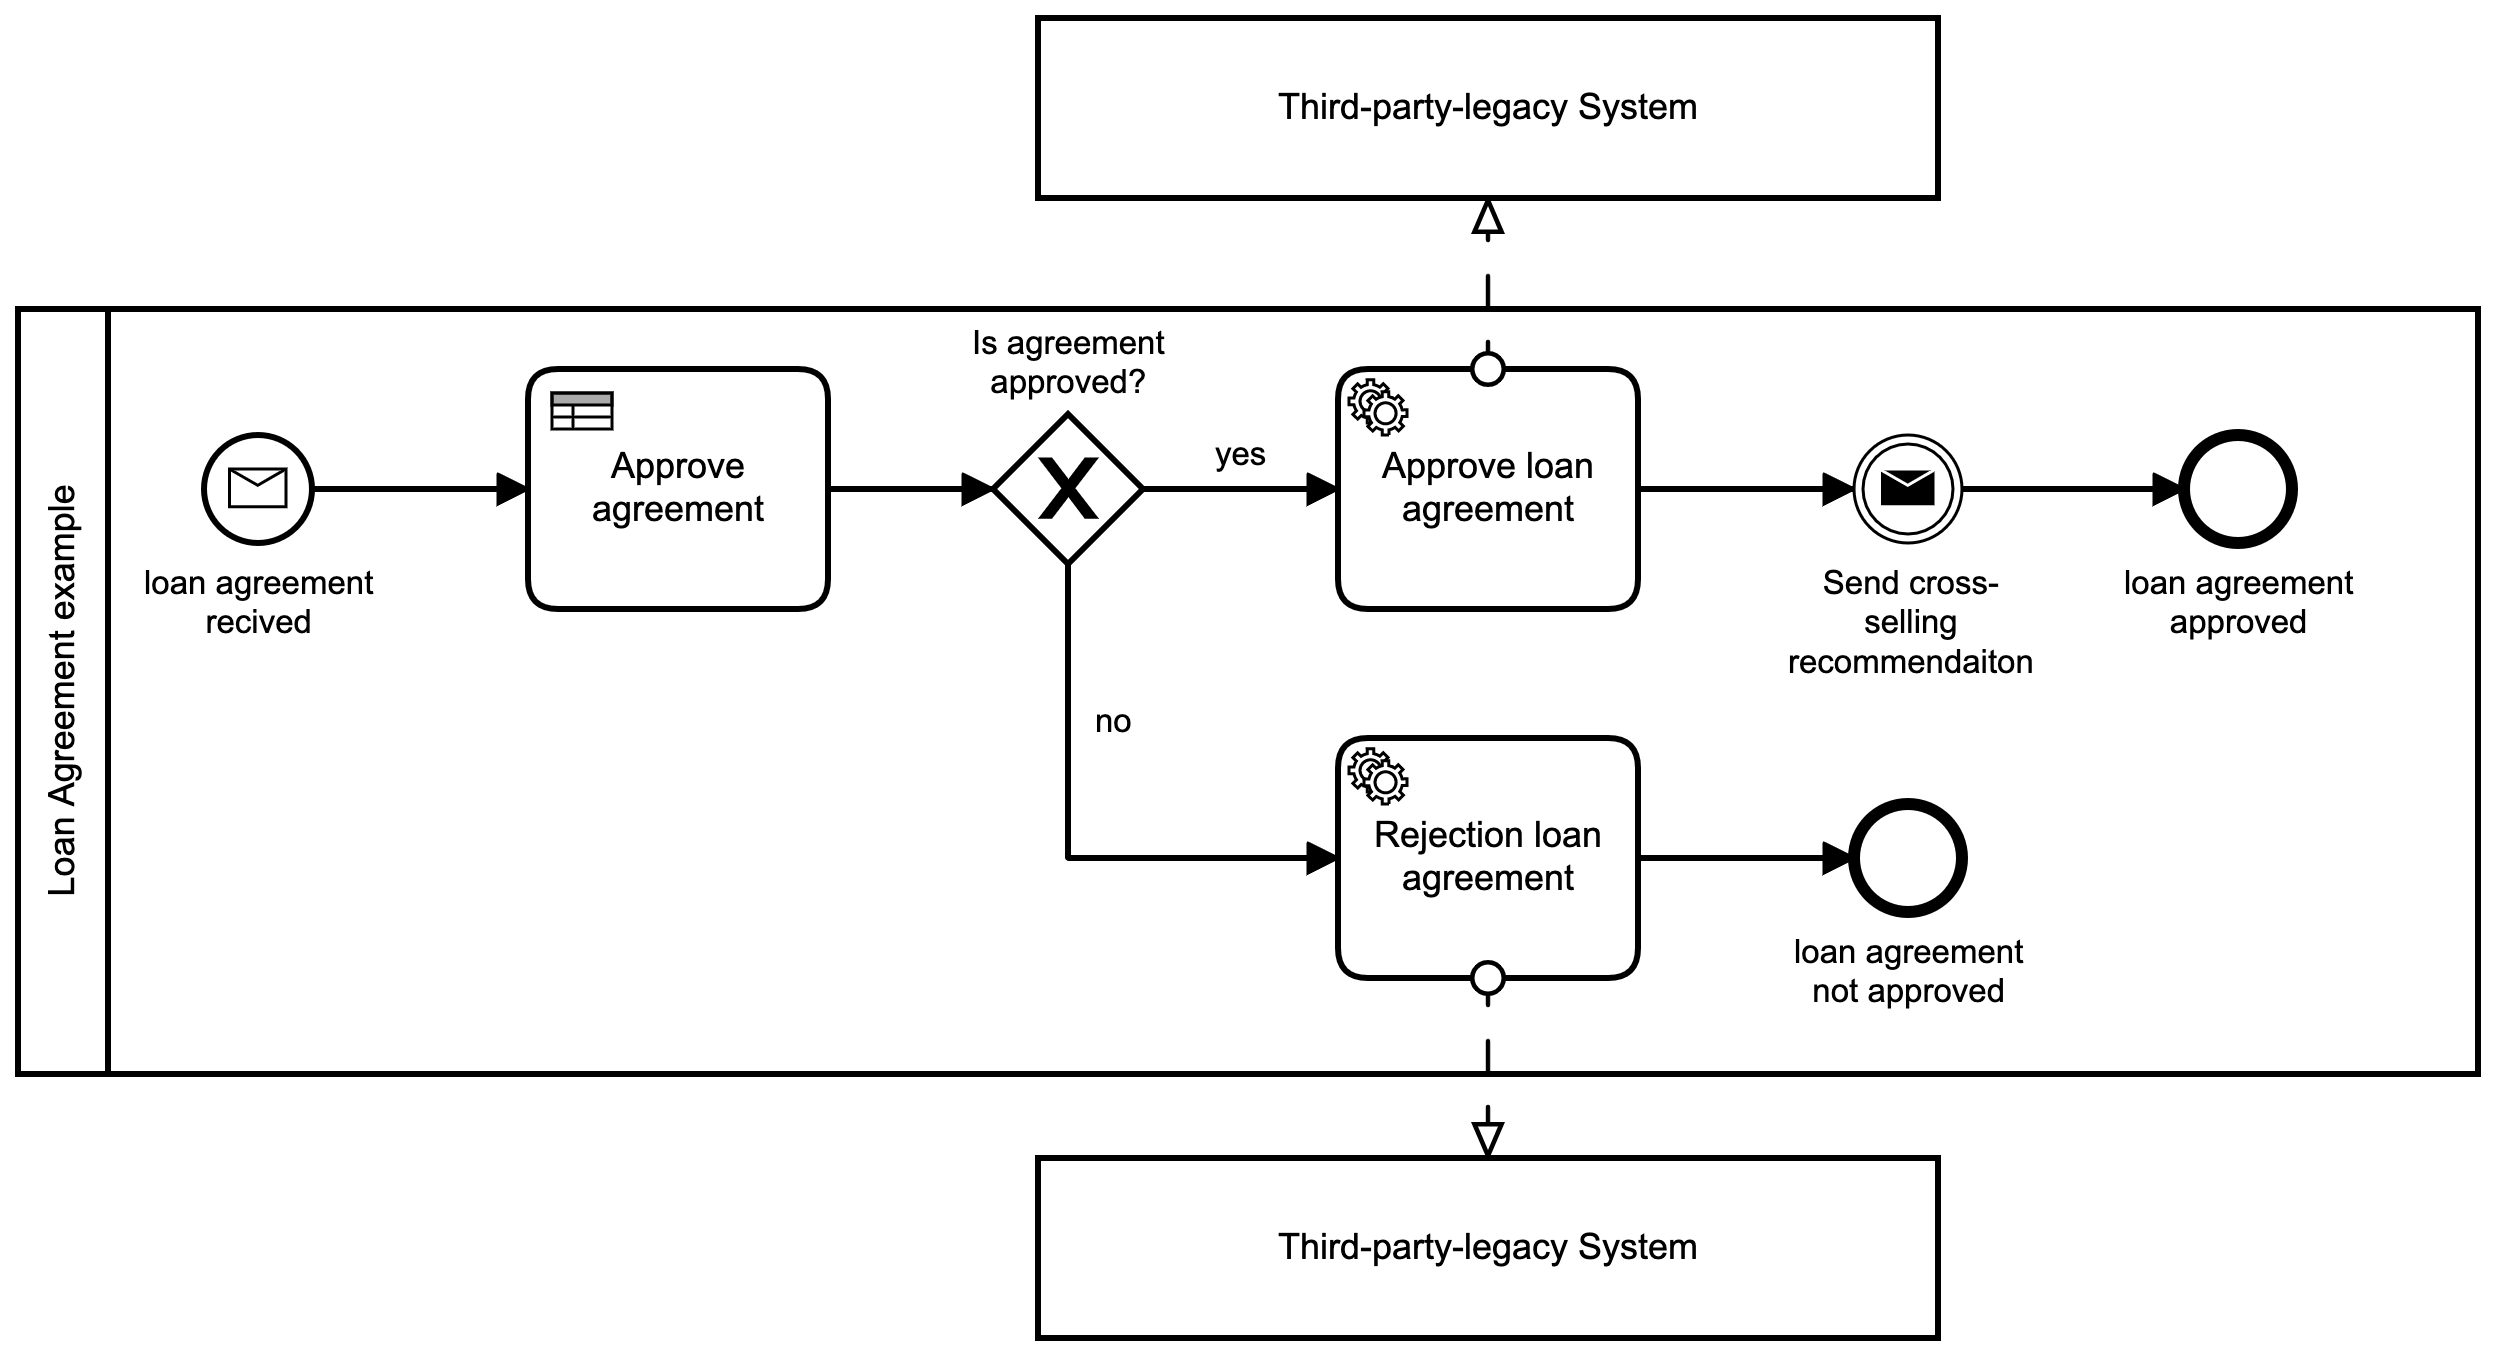 Third-party-legacy System
Loan Agreement example
loan agreement
recived
Approve
agreement
Is agreement
approved?
yes
no
Approve loan
agreement
Send cross-
selling
recommendaiton
loan agreement
approved
Rejection loan
agreement
loan agreement
not approved
Third-party-legacy System